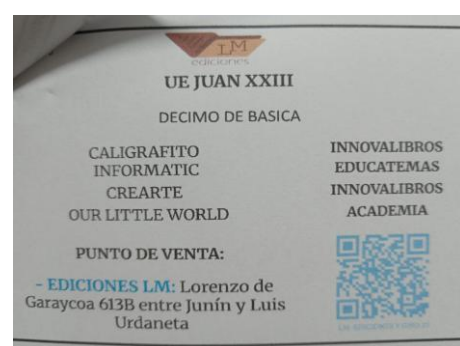 LM
ediciones
UE JUAN XXIII
DECIMO DE BASICA
CALIGRAFITO INNOVALIBROS
INFORMATIC EDUCATEMAS
CREARTE INNOVALIBROS
OUR LITTLE WORLD ACADEMIA
PUNTO DE VENTA:
- EDICIONES LM: Lorenzo de
Garaycoa 613B entre Junín y Luis
Urdaneta